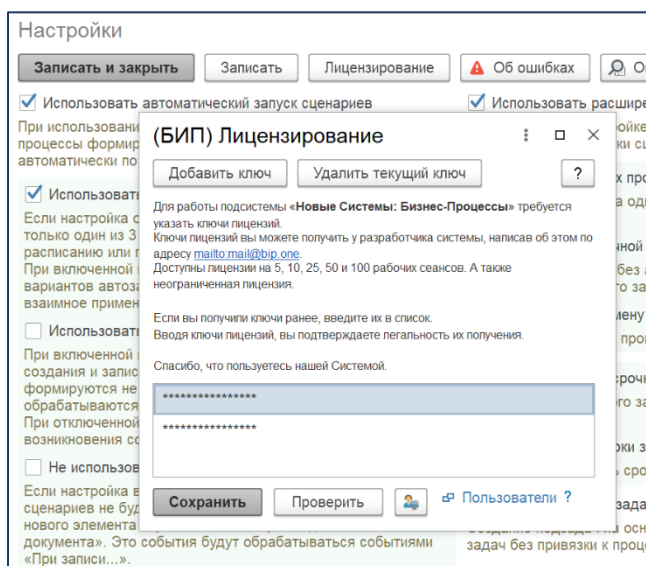 Настройки
Записать и закрыть Записать Лицензирование Об ошибках
Использовать автоматический запуск сценариев Использовать
При использовани
процессы формир
автоматически по
(БИП) Лицензирование
Добавить ключ Удалить текущий ключ ?
Для работы подсистемы «Новые Системы: Бизнес-Процессы» требуется
указать ключи лицензий.
Ключи лицензий вы можете получить у разработчика системы, написав об этом по
адресу mailto:mail@bip.one.
Доступны лицензии на 5, 10, 25, 50 и 100 рабочих сеансов. А также
неограниченная лицензия.
Если вы получили ключи ранее, введите их в список.
Вводя ключи лицензий, вы подтверждаете легальность их получения.
Спасибо, что пользуетесь нашей Системой.
****************
****************
Сохранить Проверить Пользователи ?
Использоват
Если настройка с
только один из 3
расписанию или п
При включенной
вариантов автоза
взаимное примен
Использоват
При включенной
создания и запис
формируются не
обрабатываются
При отключенной
возникновения со
Не использов
Если настройка в
сценариев не буд
нового элемента
документа». Это события будут обрабатываться событиями
«При записи...».
задач без привязки к проце